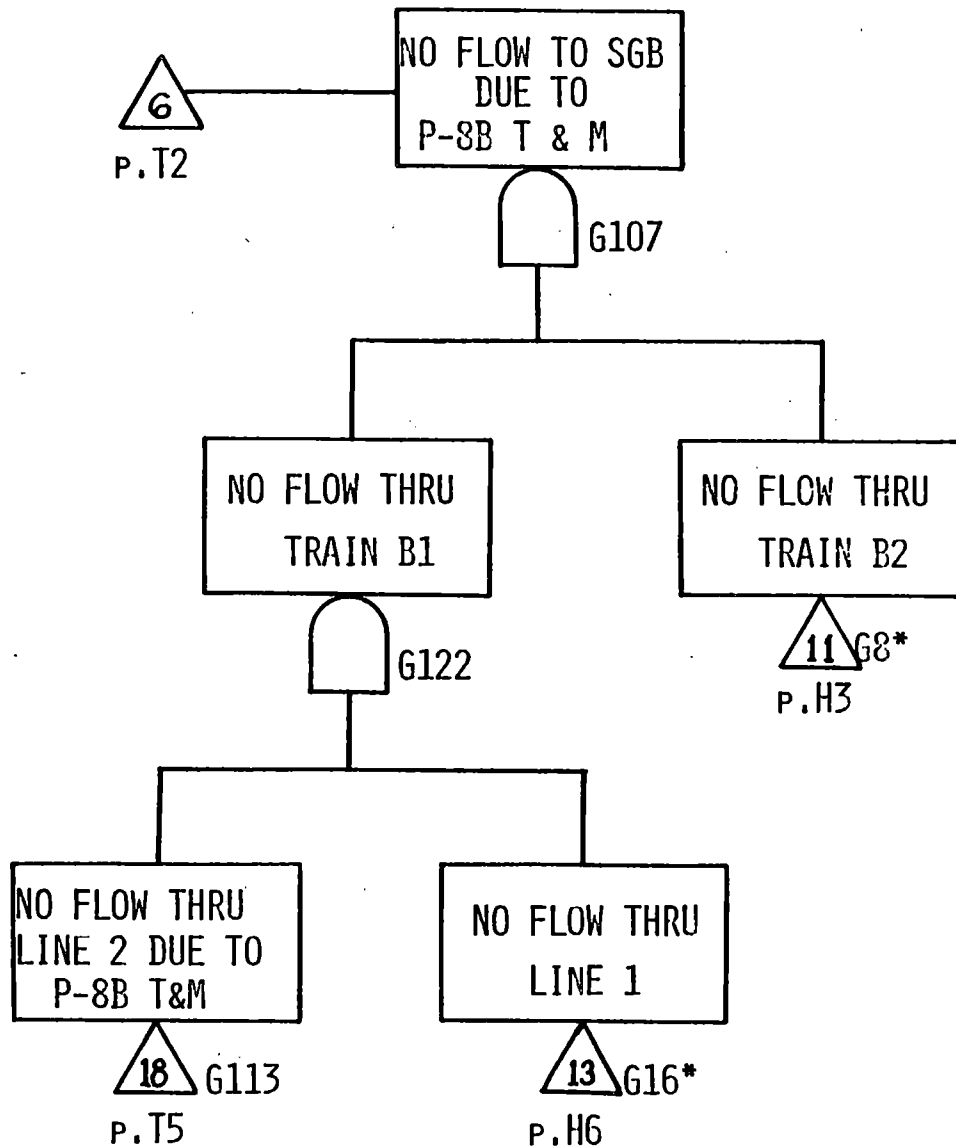 NO FLOW TO SGB
DUE TO
P-8B T & M
6
P.T2
G107
NO FLOW THRU
TRAIN B1
NO FLOW THRU
TRAIN B2
G122
11 G8*
P.H3
NO FLOW THRU
LINE 2 DUE TO
P-8B T&M
NO FLOW THRU
LINE 1
18 G113
P.T5
13 G16*
P.H6